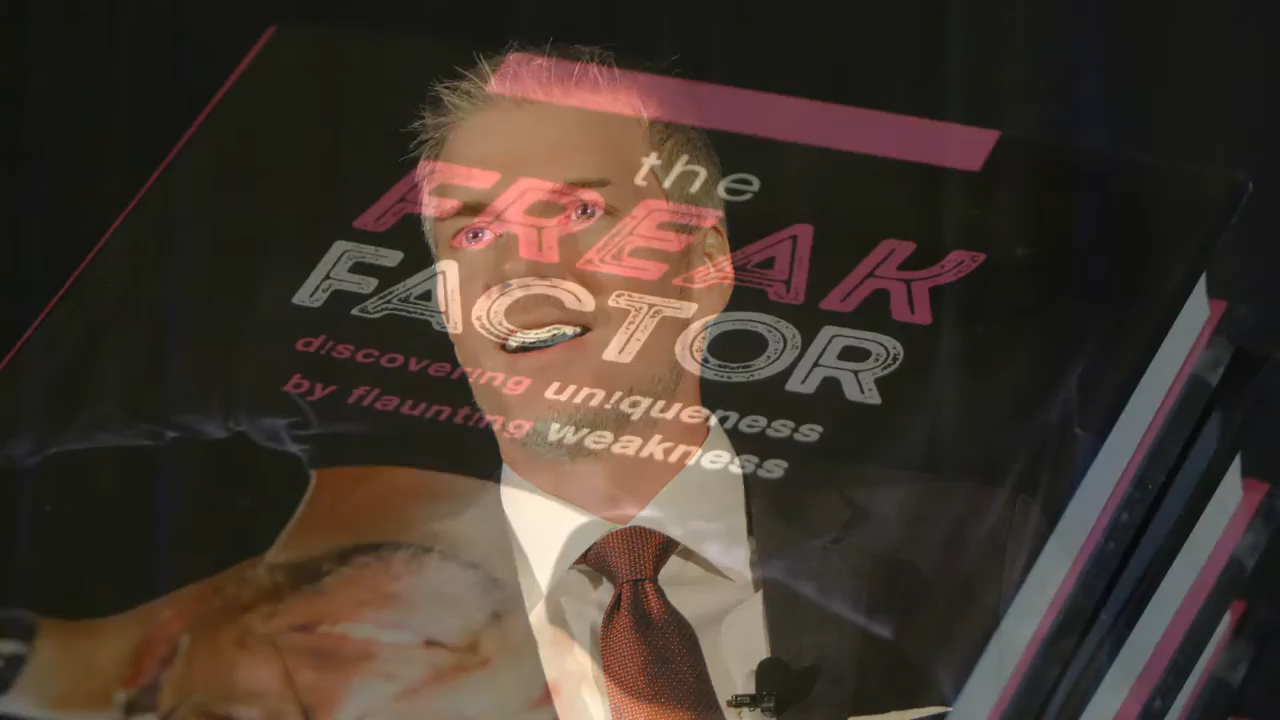 the
FREAK
FACTOR
d!scover!ng un!queness
by flaunt!ng weakness